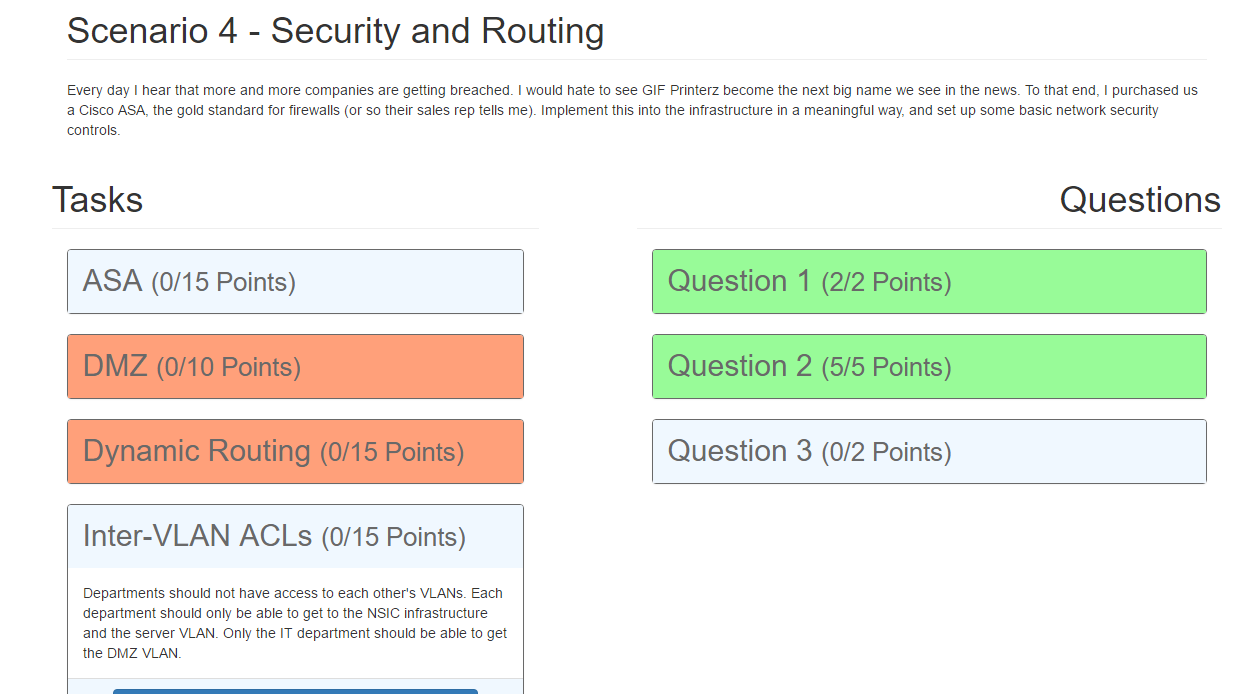 Scenario 4 - Security and Routing
Every day I hear that more and more companies are getting breached. I would hate to see GIF Printerz become the next big name we see in the news. To that end, I purchased us
a Cisco ASA, the gold standard for firewalls (or so their sales rep tells me). Implement this into the infrastructure in a meaningful way, and set up some basic network security
controls.
Tasks
ASA (0/15 Points)
DMZ (0/10 Points)
Dynamic Routing (0/15 Points)
Inter-VLAN ACLs (0/15 Points)
Departments should not have access to each other's VLANs. Each
department should only be able to get to the NSIC infrastructure
and the server VLAN. Only the IT department should be able to get
the DMZ VLAN.
Questions
Question 1 (2/2 Points)
Question 2 (5/5 Points)
Question 3 (0/2 Points)